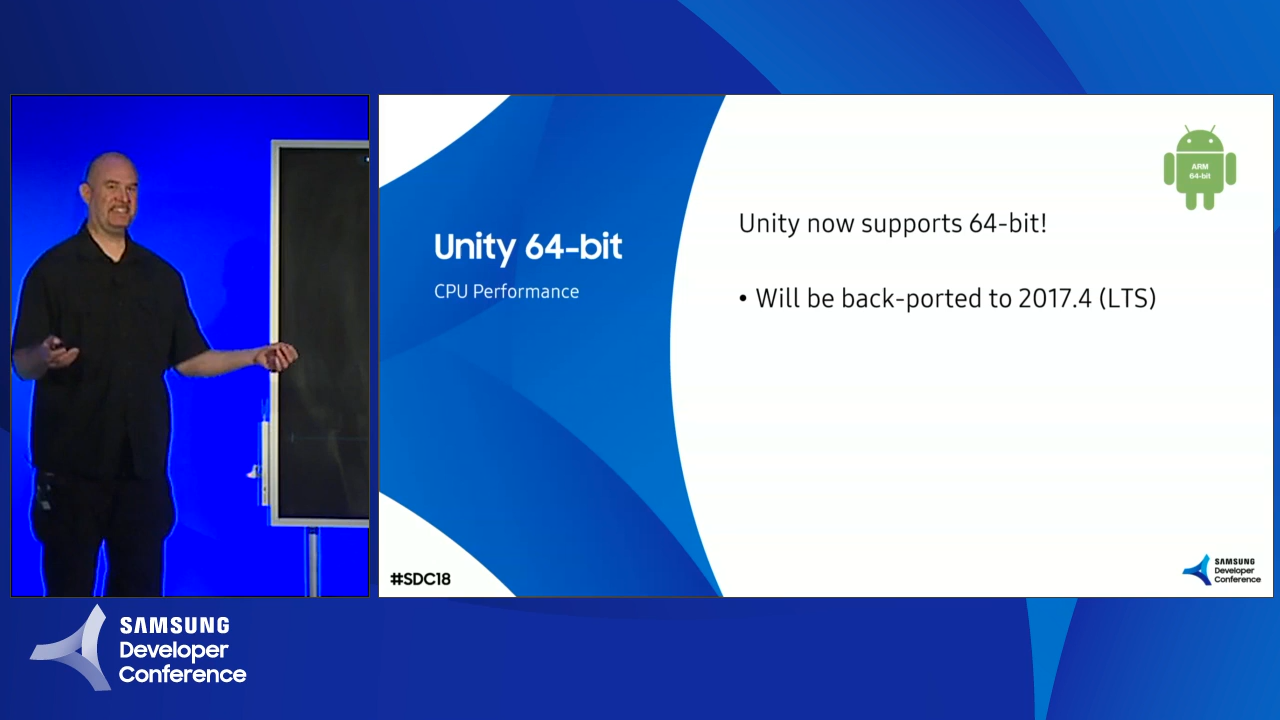 Unity 64-bit
CPU Performance
ARM
64-bit
Unity now supports 64-bit!
• Will be back-ported to 2017.4 (LTS)
#SDC18
SAMSUNG
Developer
Conference
SAMSUNG
Developer
Conference